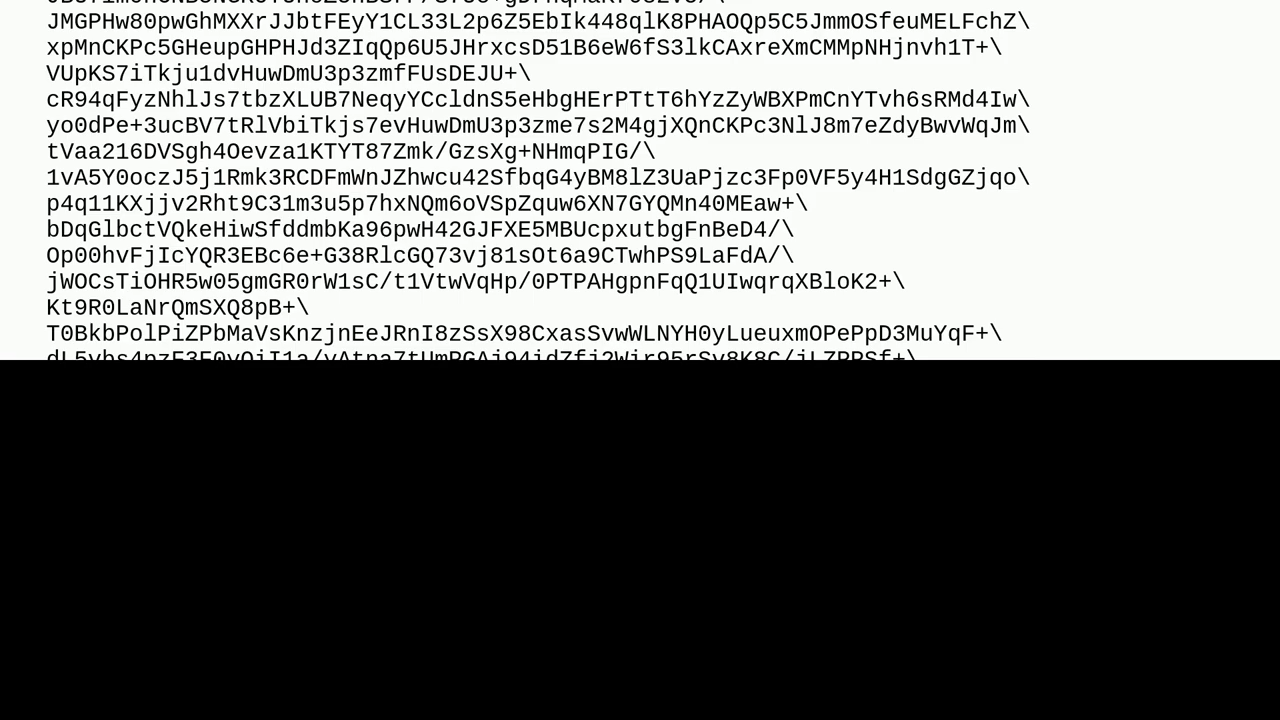 JMGPHw80pwGhMXXrJJbtFEyY1CL33L2p6Z5EbIk448qlK8PHAOQp5C5JmmOSfeuMELFchZ\
xpMnCKPc5GHeupGHPHJd3ZIqQp6U5JHrxcsD51B6eW6fS3lkCAxreXmCMMpNHjnvh1T+\
VUpKS7iTkju1dvHuwDmU3p3zmfFUsDEJU+\
cR94qFyzNhlJs7tbzXLUB7NeqyYCcldnS5eHbgHErPTtT6hYzZyWBXPmCnYTvh6sRMd4Iw\
yo0dPe+3ucBV7tRlVbiTkjs7evHuwDmU3p3zme7s2M4gjXQnCKPc3NlJ8m7eZdyBwvWqJm\
tVaa216DVSgh4Oevza1KTYT87Zmk/GzsXg+NHmqPIG/\
1vA5Y0oczJ5j1Rmk3RCDFmWnJZhwcu42SfbqG4yBM8lZ3UaPjzc3Fp0VF5y4H1SdgGZjqo\
p4q11KXjjv2Rht9C31m3u5p7hxNQm6oVSpZquw6XN7GYQMn40MEaw+\
bDqGlbctVQkeHiwSfddmbKa96pwH42GJFXE5MBUcpxutbgFnBeD4/\
Op00hvFjIcYQR3EBc6e+G38RlcGQ73vj81sOt6a9CTwhPS9LaFdA/\
jWOCsTiOHR5w05gmGR0rW1sC/t1VtwVqHp/0PTPAHgpnFqQ1UIwqrqXBloK2+\
Kt9R0LaNrQmSXQ8pB+\
T0BkbPolPiZPbMaVsKnzjnEeJRnI8zSsX98CxasSvwWLNYH0yLueuxmOPePpD3MuYqF+\